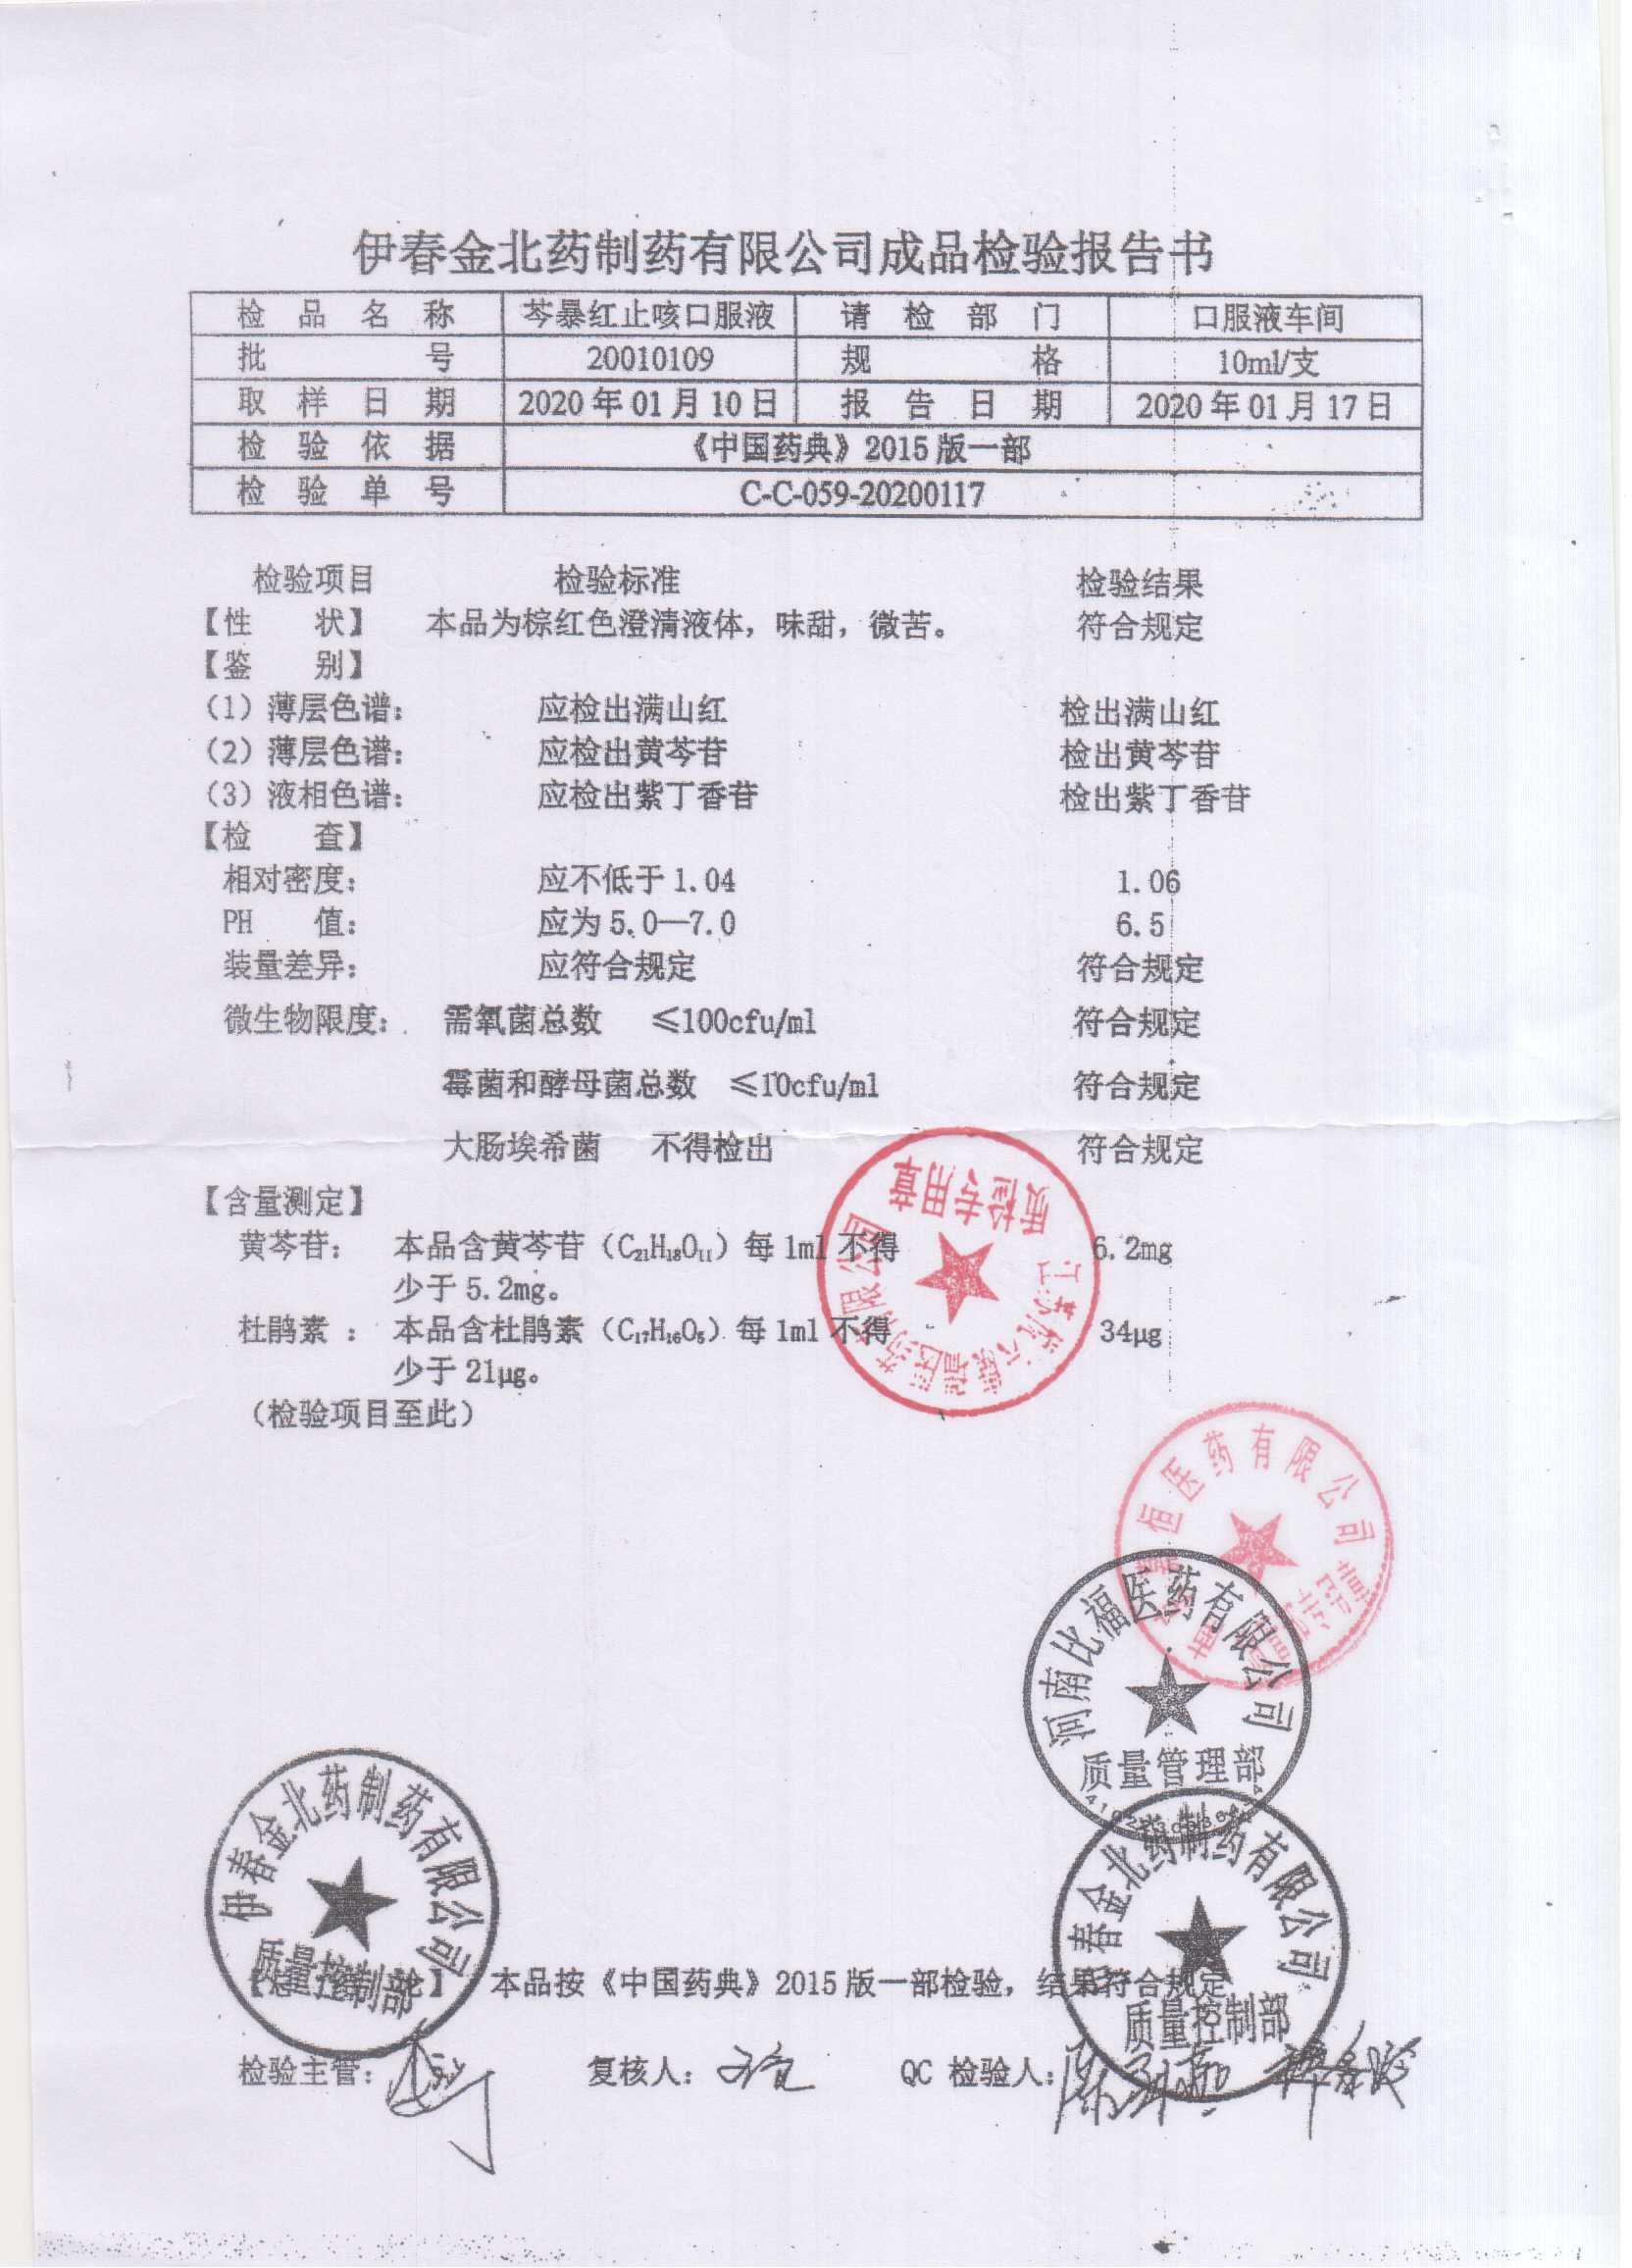 伊春金北药制药有限公司成品检验报告书
检品名称 芩暴红止咳口服液 请检部门 口服液车间
批号 20010109 规格 10ml/支
取样日期 2020年01月10日 报告日期 2020年01月17日
检验依据 《中国药典》2015版一部
检验单号 C-C-059-20200117
检验项目 检验标准 检验结果
【性 状】 本品为棕红色澄清液体，味甜，微苦。 符合规定
【鉴 别】
（1）薄层色谱： 应检出满山红 检出满山红
（2）薄层色谱： 应检出黄芩苷 检出黄芩苷
（3）液相色谱： 应检出紫丁香苷 检出紫丁香苷
【检 查】
相对密度： 应不低于1.04 1.06
PH 值： 应为5.0—7.0 6.5
装量差异： 应符合规定 符合规定
微生物限度： 需氧菌总数 ≤100cfu/ml 符合规定
霉菌和酵母菌总数 ≤10cfu/ml 符合规定
大肠埃希菌 不得检出 符合规定
【含量测定】
黄芩苷： 本品含黄芩苷（C₂₁H₁₈O₁₁）每1ml不得 6.2mg
少于5.2mg。
杜鹃素： 本品含杜鹃素（C₁₇H₁₆O₅）每1ml不得 34μg
少于21μg。
（检验项目至此）
质检专用章
医药有限公司
恒医药有限公司
河南比福医药有限公司
质量管理部
伊春金北药制药有限公司
质量控制部
春金北药制药有限公司
质量控制部
论】 本品按《中国药典》2015版一部检验，结果符合规定
检验主管： 复核人： QC 检验人：